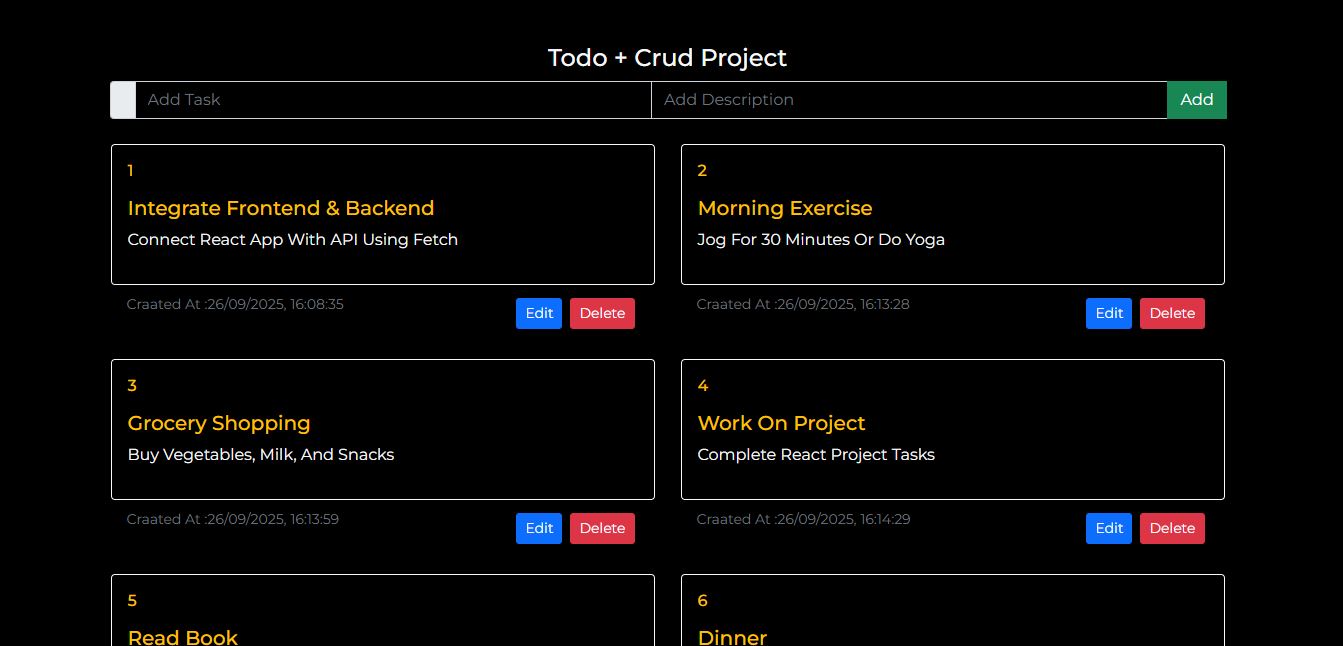 Todo + Crud Project
Add Task
Add Description
Add
1
Integrate Frontend & Backend
Connect React App With API Using Fetch
Craated At :26/09/2025, 16:08:35
Edit
Delete
2
Morning Exercise
Jog For 30 Minutes Or Do Yoga
Craated At :26/09/2025, 16:13:28
Edit
Delete
3
Grocery Shopping
Buy Vegetables, Milk, And Snacks
Craated At :26/09/2025, 16:13:59
Edit
Delete
4
Work On Project
Complete React Project Tasks
Craated At :26/09/2025, 16:14:29
Edit
Delete
5
Read Book
6
Dinner